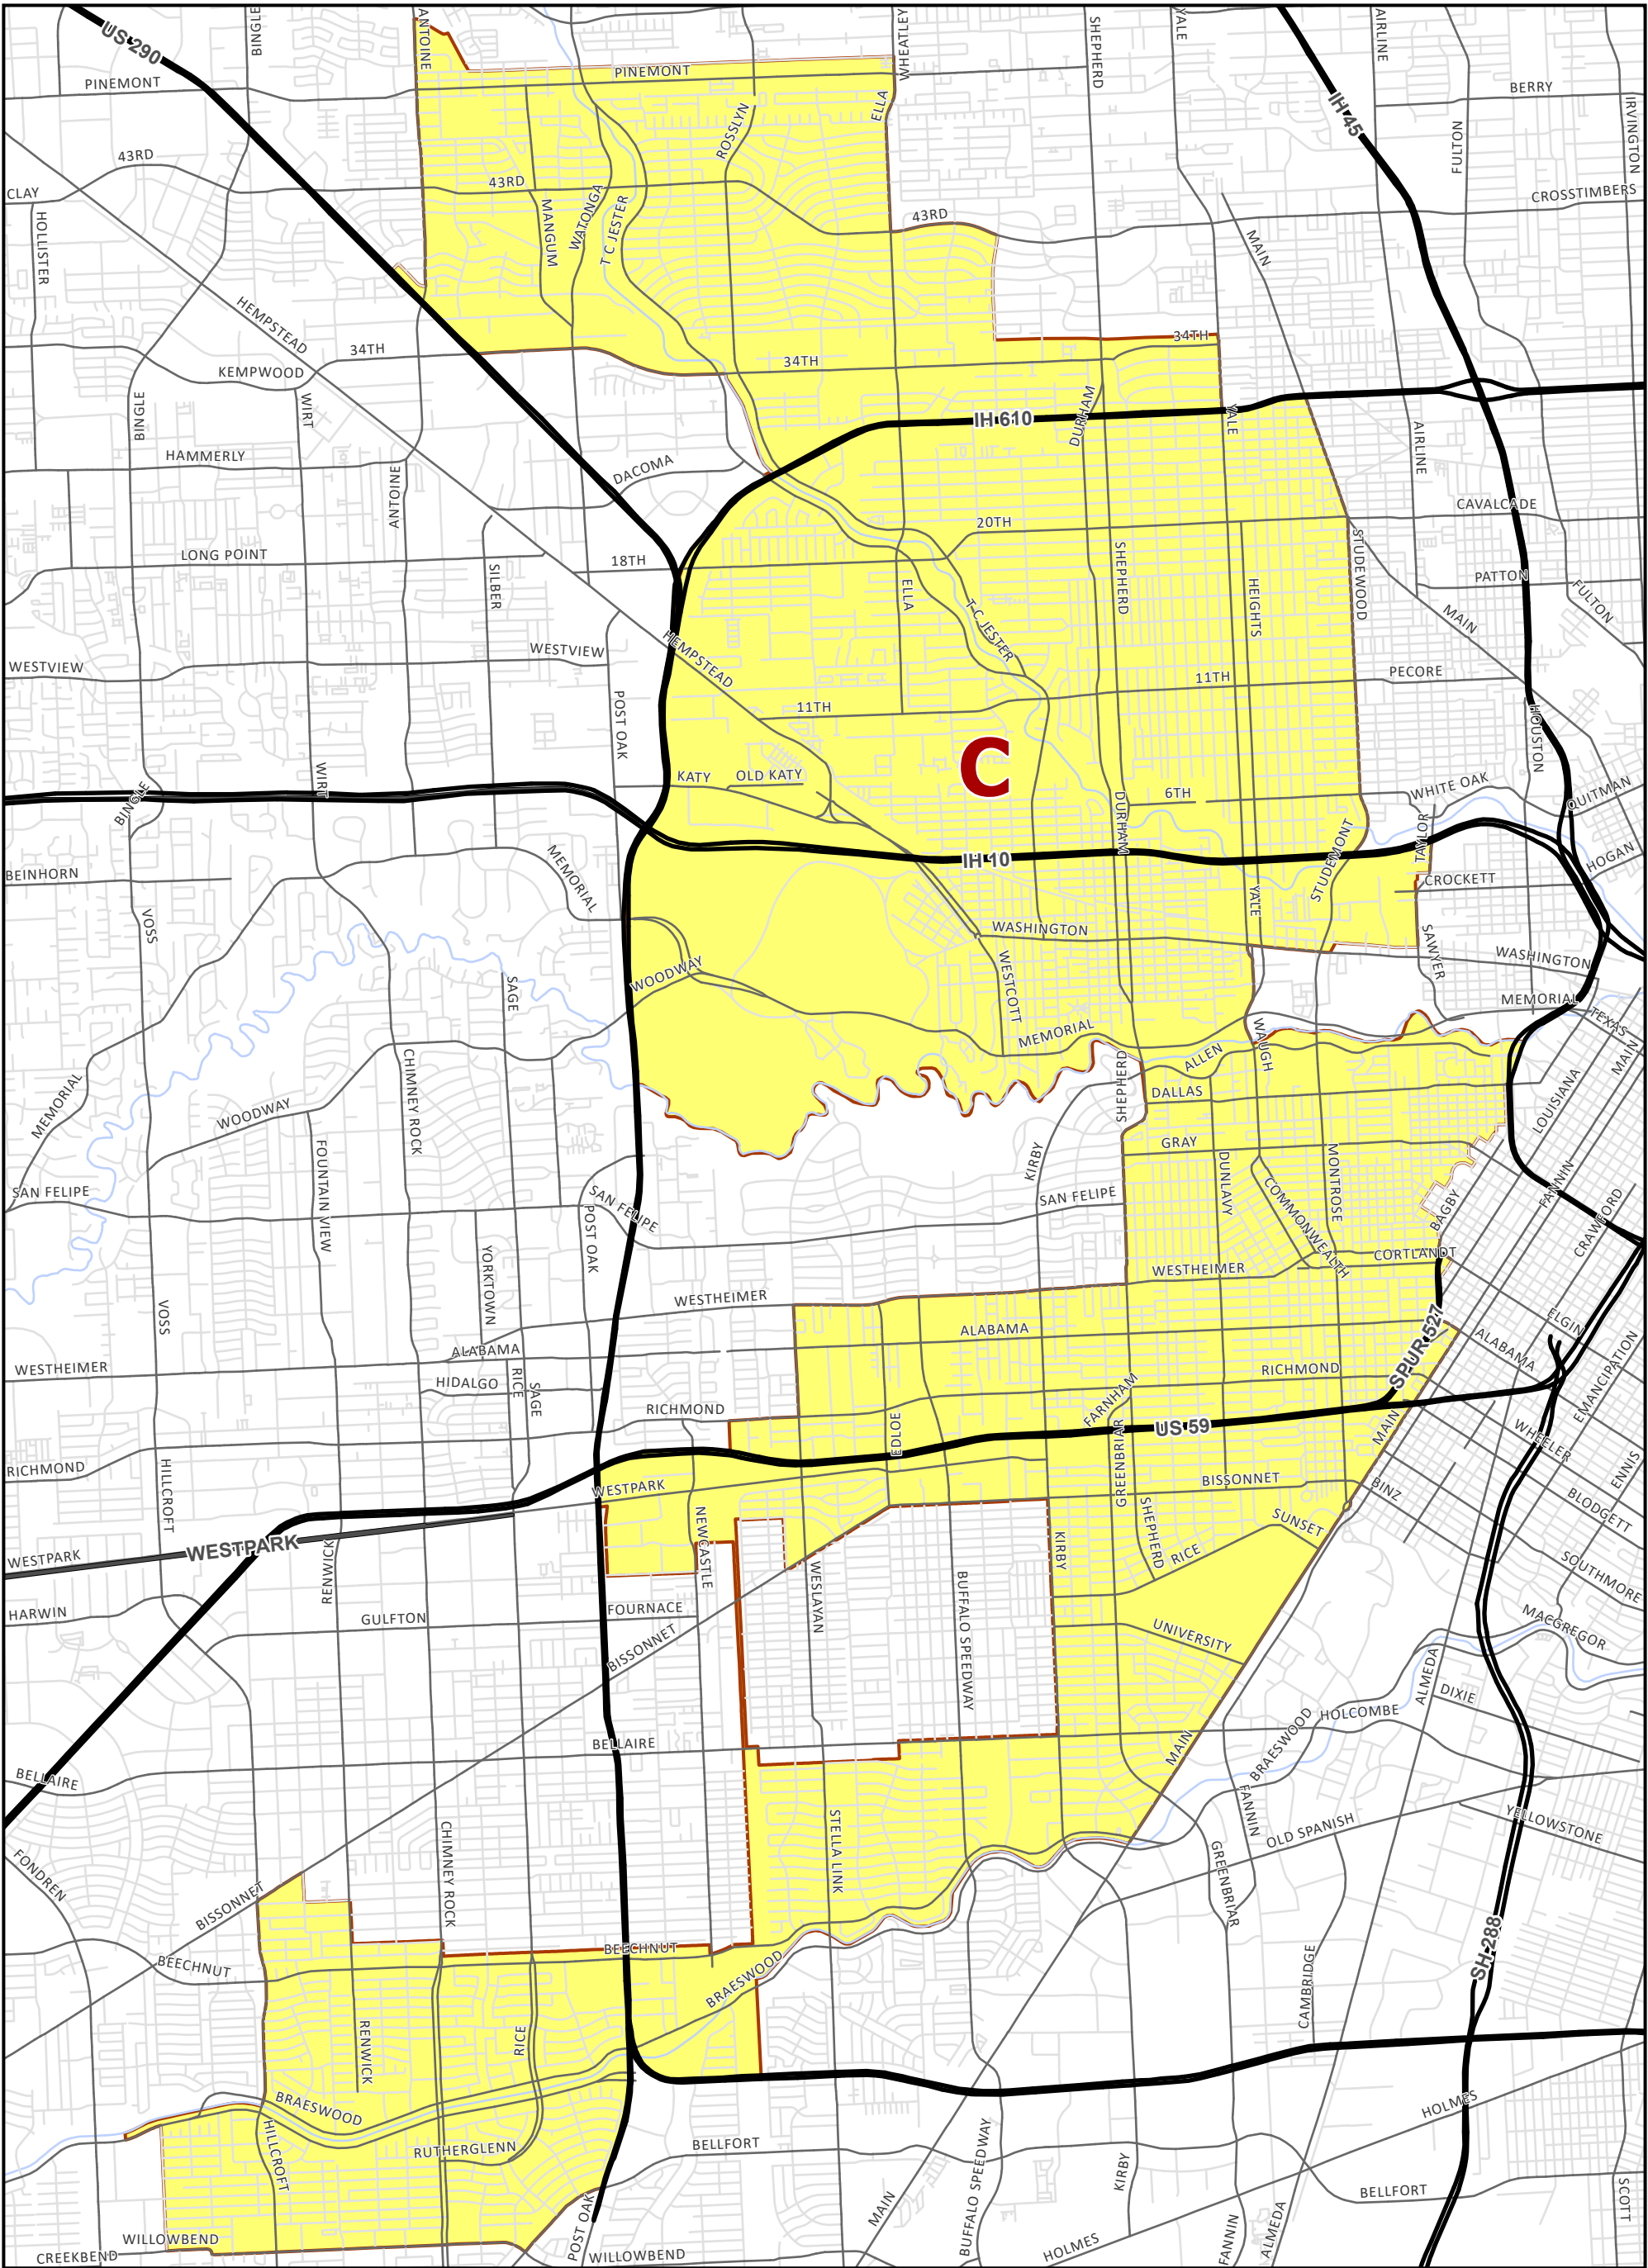 US 290
BINGLE
ANTOINE
WHEATLEY
SHEPHERD
YALE
AIRLINE
PINEMONT
PINEMONT
ELLA
IH 45
BERRY
IRVINGTON
ROSSLYN
FULTON
43RD
43RD
CLAY
CROSSTIMBERS
HOLLISTER
MANGUM
WATONGA
T C JESTER
43RD
MAIN
HEMPSTEAD
34TH
34TH
34TH
KEMPWOOD
BINGLE
WIRT
IH 610
DURHAM
YALE
AIRLINE
HAMMERLY
ANTOINE
DACOMA
CAVALCADE
20TH
LONG POINT
18TH
SILBER
ELLA
SHEPHERD
HEIGHTS
STUDEWOOD
PATTON
FULTON
T C JESTER
MAIN
WESTVIEW
WESTVIEW
HEMPSTEAD
11TH
PECORE
POST OAK
11TH
HOUSTON
C
KATY
OLD KATY
WIRT
BINGLE
6TH
WHITE OAK
QUITMAN
DURHAM
TAYLOR
STUDEMONT
IH 10
HOGAN
BEINHORN
MEMORIAL
CROCKETT
VOSS
YALE
WASHINGTON
SAWYER
WASHINGTON
WOODWAY
WESTCOTT
SAGE
MEMORIAL
TEXAS
MEMORIAL
WAUGH
MAIN
ALLEN
CHIMNEY ROCK
SHEPHERD
DALLAS
MEMORIAL
WOODWAY
LOUISIANA
FOUNTAIN VIEW
GRAY
KIRBY
DUNLAVY
MONTROSE
FANNIN
SAN FELIPE
SAN FELIPE
SAN FELIPE
COMMONWEALTH
BAGBY
CRAWFORD
POST OAK
YORKTOWN
WESTHEIMER
CORTLANDT
VOSS
WESTHEIMER
ALABAMA
ELGIN
SPUR 527
ALABAMA
EMANCIPATION
WESTHEIMER
ALABAMA
HIDALGO
RICE
SAGE
RICHMOND
FARNHAM
RICHMOND
EDLOE
GREENBRIAR
US 59
MAIN
WHEELER
RICHMOND
HILLCROFT
WESTPARK
BISSONNET
BINZ
ENNIS
BLODGETT
NEWCASTLE
SHEPHERD
SUNSET
WESTPARK
WESTPARK
RENWICK
KIRBY
RICE
SOUTHMORE
WESLAYAN
BUFFALO SPEEDWAY
HARWIN
GULFTON
FOURNACE
BISSONNET
UNIVERSITY
MACGREGOR
ALMEDA
DIXIE
HOLCOMBE
BRAESWOOD
BELLAIRE
MAIN
BELLAIRE
FANNIN
YELLOWSTONE
OLD SPANISH
STELLA LINK
CHIMNEY ROCK
FONDREN
GREENBRIAR
BISSONNET
BEECHNUT
BEECHNUT
BRAESWOOD
SH 288
CAMBRIDGE
RENWICK
RICE
BRAESWOOD
HOLMES
HILLCROFT
RUTHERGLENN
BELLFORT
BUFFALO SPEEDWAY
KIRBY
BELLFORT
SCOTT
POST OAK
MAIN
FANNIN
ALMEDA
WILLOWBEND
HOLMES
CREEKBEND
WILLOWBEND